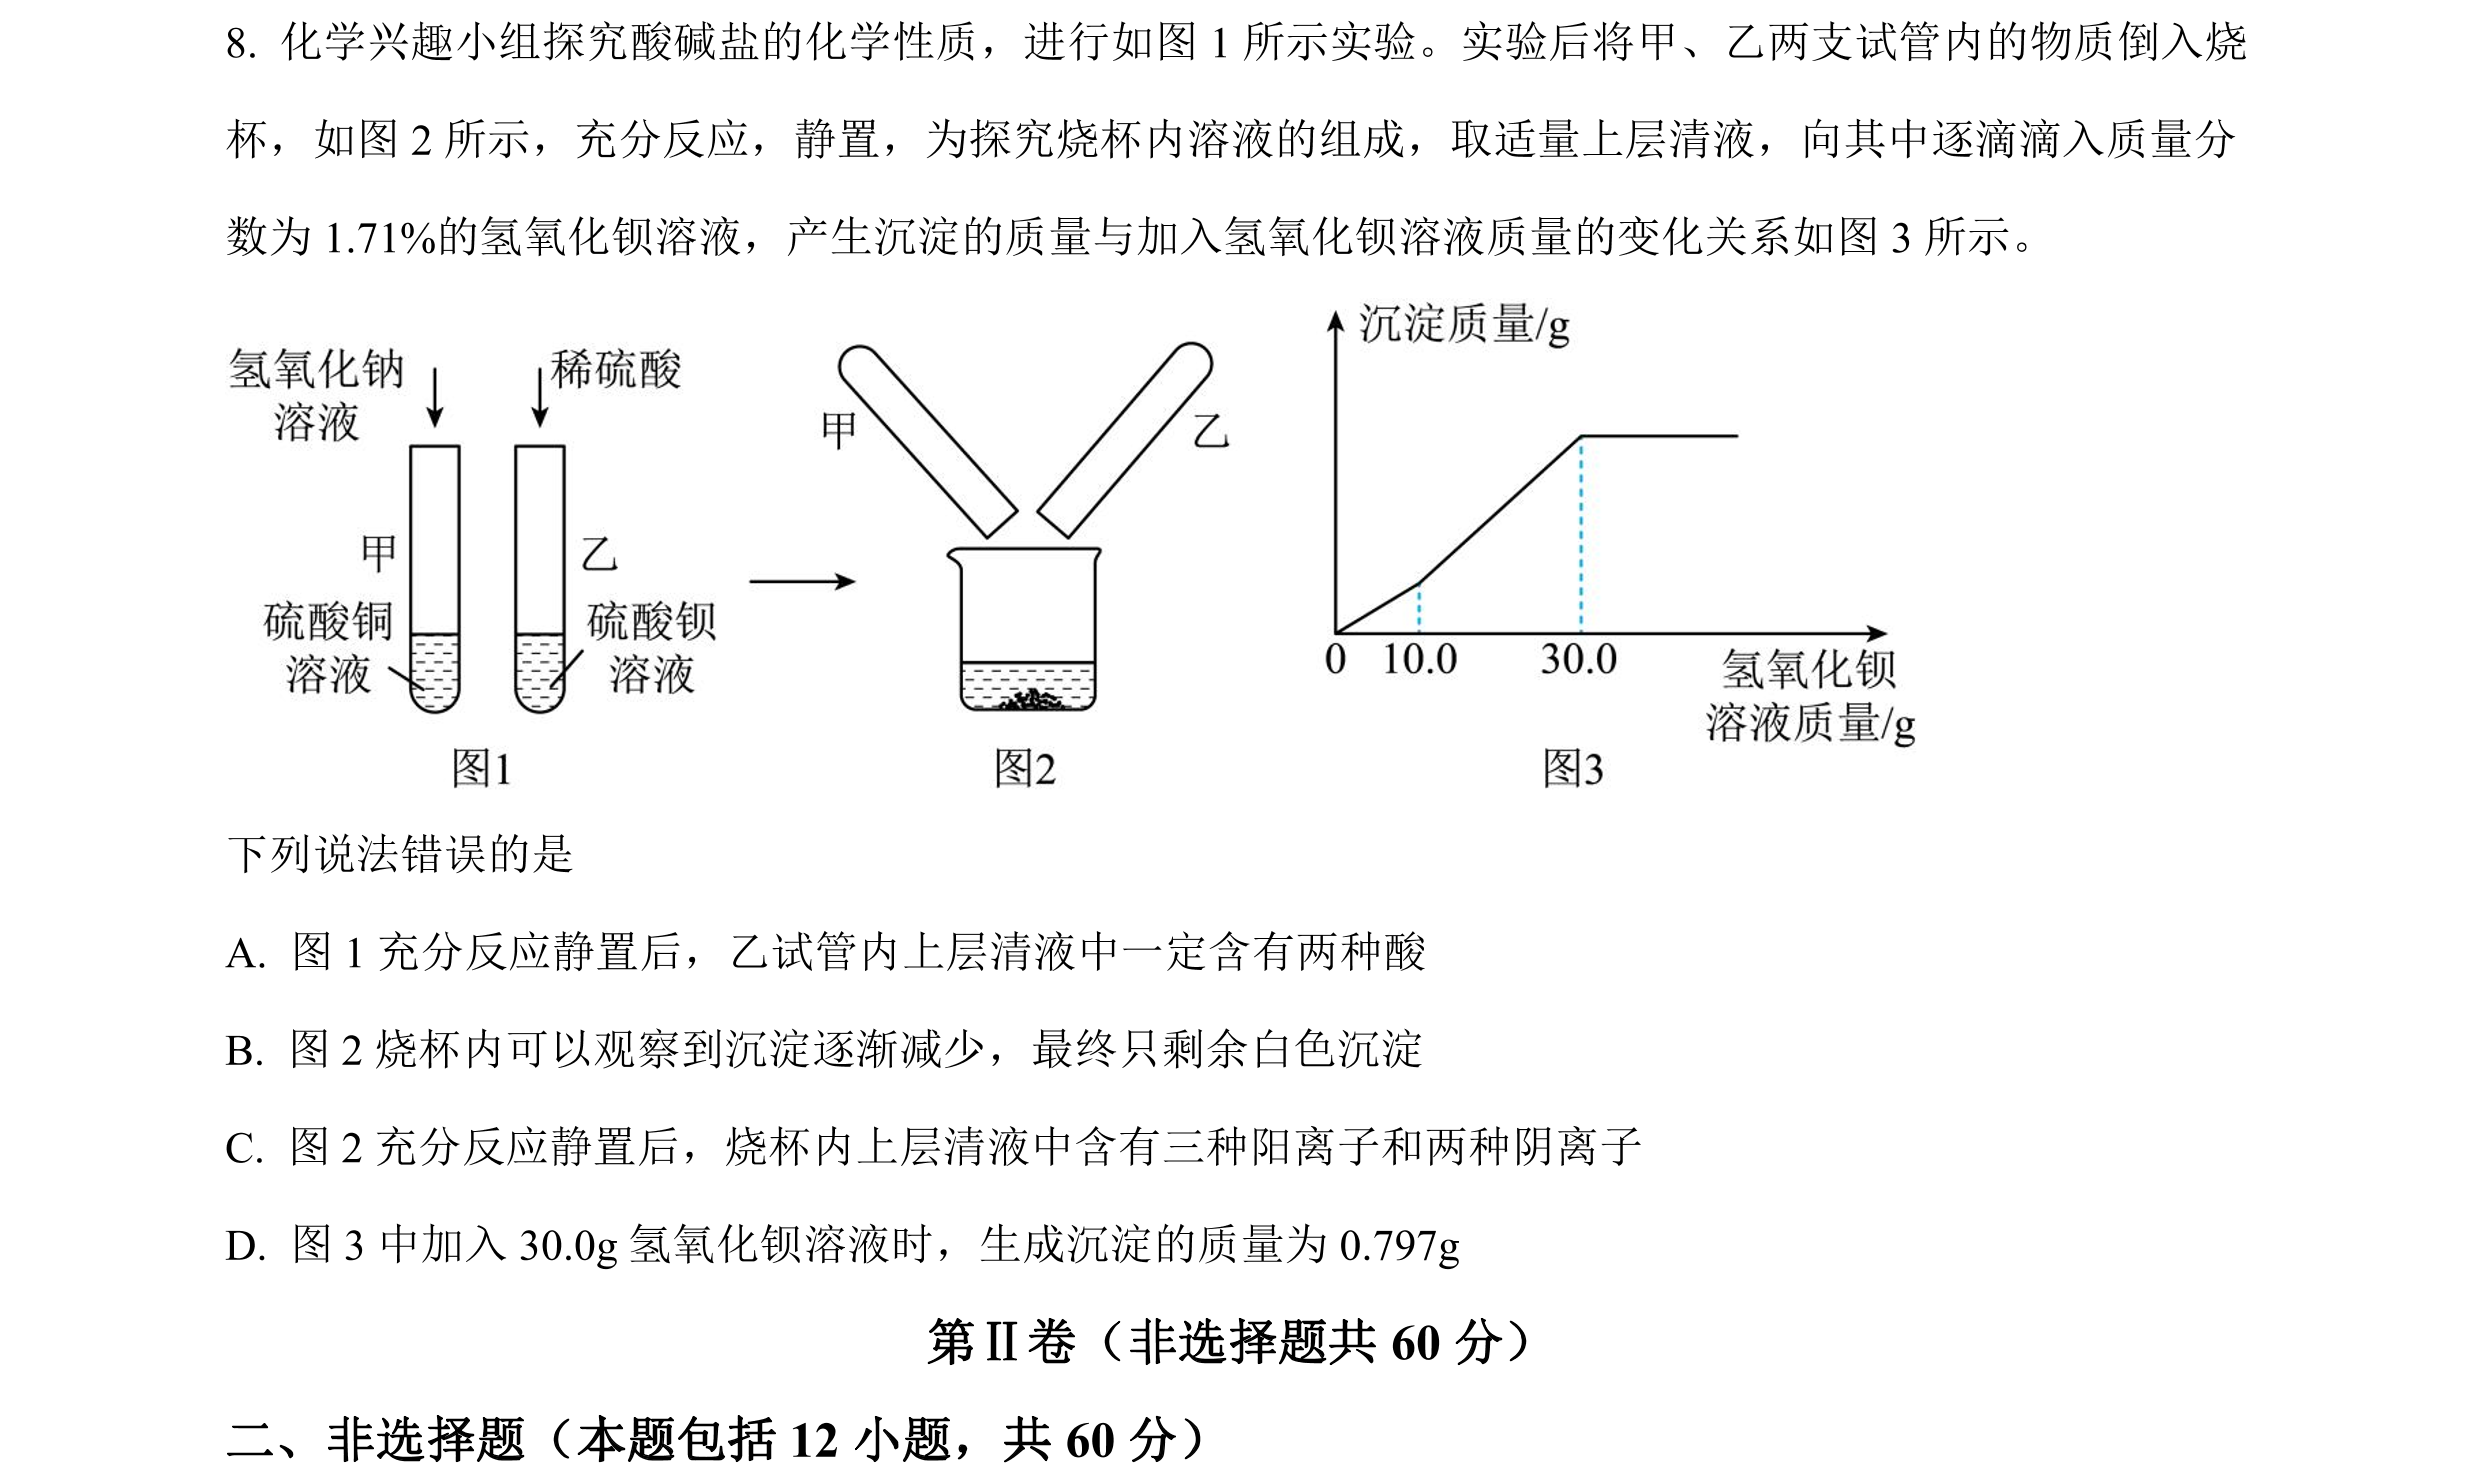 8. 化学兴趣小组探究酸碱盐的化学性质，进行如图 1 所示实验。实验后将甲、乙两支试管内的物质倒入烧
杯，如图 2 所示，充分反应，静置，为探究烧杯内溶液的组成，取适量上层清液，向其中逐滴滴入质量分
数为 1.71%的氢氧化钡溶液，产生沉淀的质量与加入氢氧化钡溶液质量的变化关系如图 3 所示。
氢氧化钠
溶液
稀硫酸
甲
乙
硫酸铜
溶液
硫酸钡
溶液
图1
甲
乙
图2
沉淀质量/g
0
10.0
30.0
氢氧化钡
溶液质量/g
图3
下列说法错误的是
A. 图 1 充分反应静置后，乙试管内上层清液中一定含有两种酸
B. 图 2 烧杯内可以观察到沉淀逐渐减少，最终只剩余白色沉淀
C. 图 2 充分反应静置后，烧杯内上层清液中含有三种阳离子和两种阴离子
D. 图 3 中加入 30.0g 氢氧化钡溶液时，生成沉淀的质量为 0.797g
第Ⅱ卷（非选择题共 60 分）
二、非选择题（本题包括 12 小题，共 60 分）